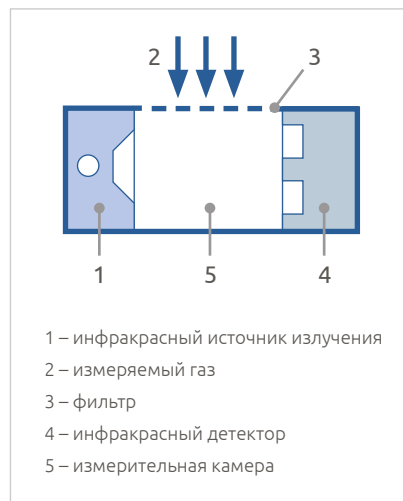 2
3
1
5
4
1 – инфракрасный источник излучения
2 – измеряемый газ
3 – фильтр
4 – инфракрасный детектор
5 – измерительная камера